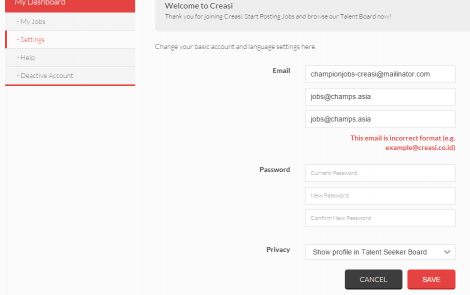 My Dashboard
- My Jobs
- Settings
- Help
- Deactive Account
Welcome to Creasi
Thank you for joining Creasi. Start Posting Jobs and browse our Talent Board now!
Change your basic account and language settings here.
Email
championjobs-creasi@mailinator.com
jobs@champs.asia
jobs@champs.asia
This email is incorrect format (e.g.
example@creasi.co.id)
Password
Current Password
New Password
Confirm New Password
Privacy
Show profile in Talent Seeker Board
CANCEL
SAVE